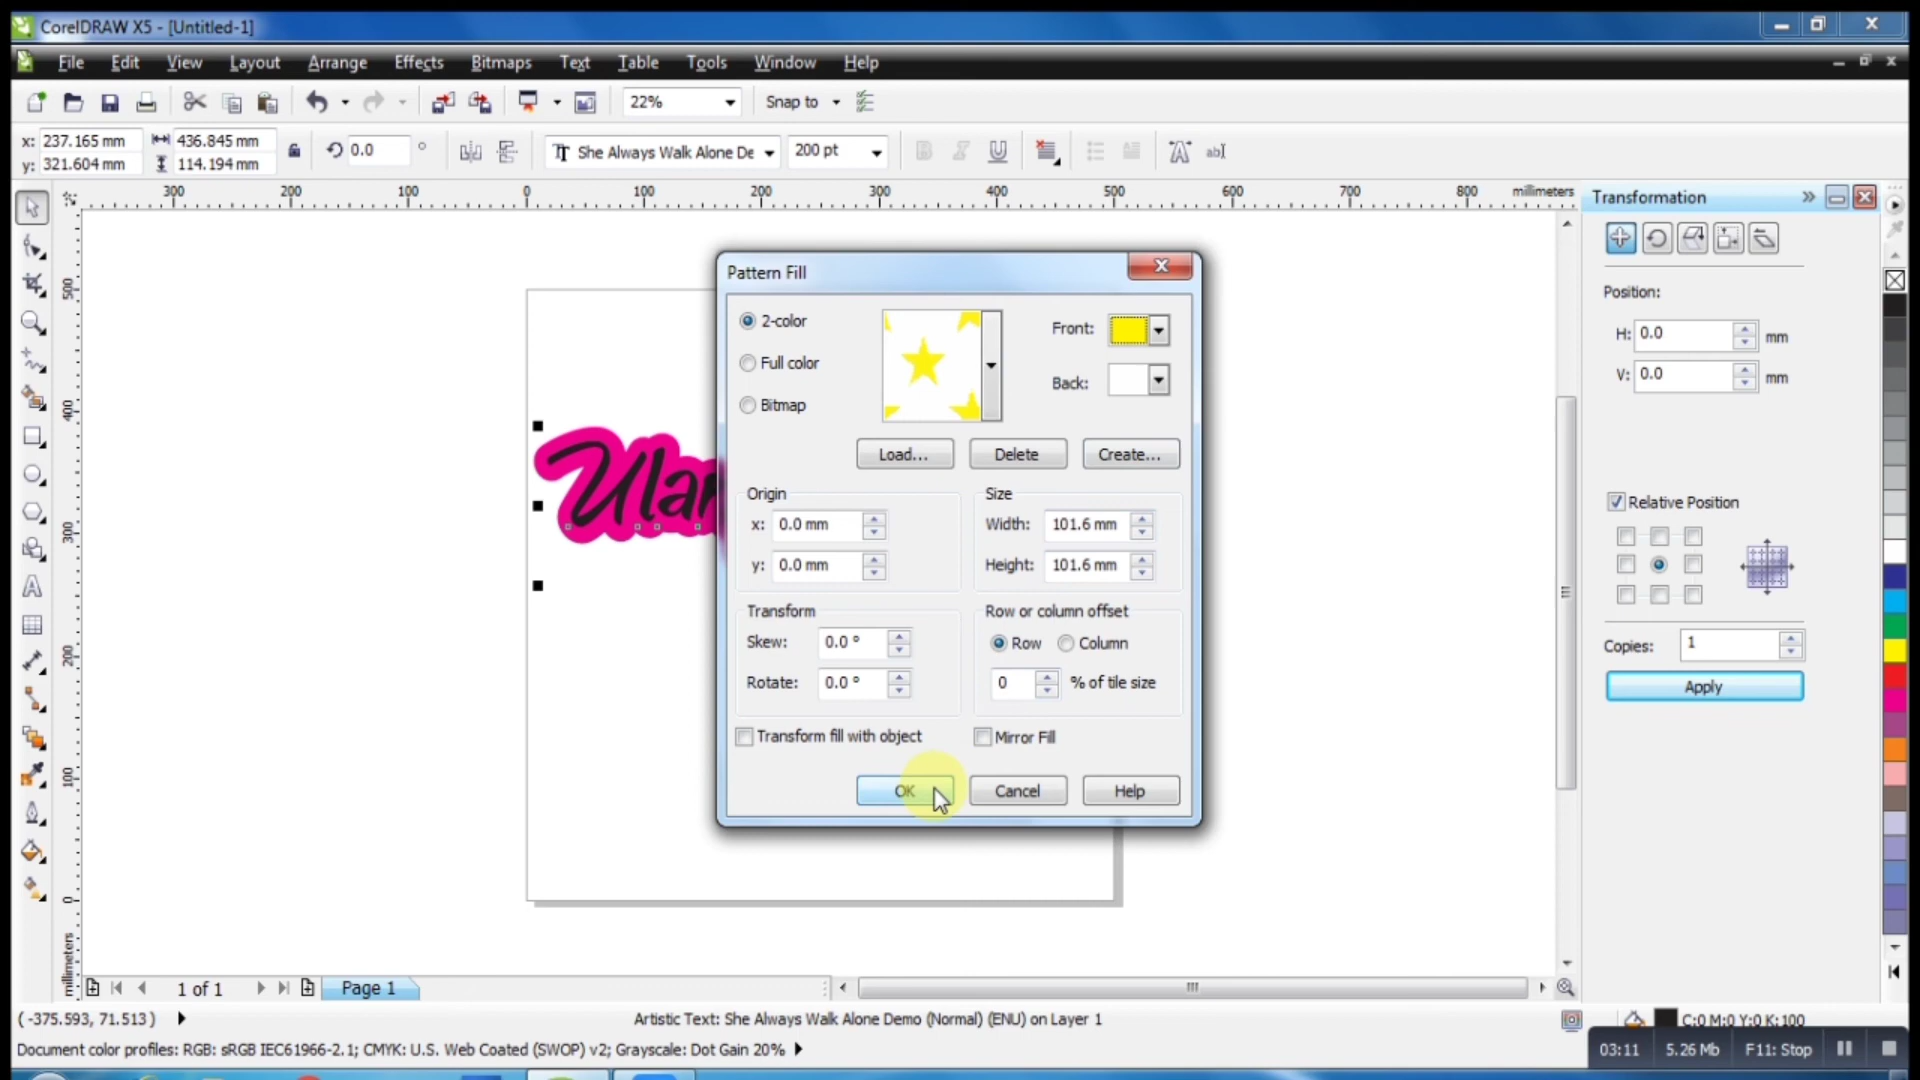 CorelDRAW X5 - [Untitled-1]
File Edit View Layout Arrange Effects Bitmaps Text Table Tools Window Help
22% Snap to
x: 237.165 mm 436.845 mm 0.0 ° She Always Walk Alone De 200 pt
y: 321.604 mm 114.194 mm
300 200 100 0 100 200 300 400 500 600 700 800 millimeters
500 400 300 200 100 0 millimeters
Transformation
Position:
H: 0.0 mm
V: 0.0 mm
Relative Position
Copies: 1
Apply
Pattern Fill
2-color
Full color
Bitmap
Front:
Back:
Load... Delete Create...
Origin Size
x: 0.0 mm Width: 101.6 mm
y: 0.0 mm Height: 101.6 mm
Transform Row or column offset
Skew: 0.0 ° Row Column
Rotate: 0.0 ° 0 % of tile size
Transform fill with object Mirror Fill
OK Cancel Help
1 of 1 Page 1
( -375.593, 71.513 ) Artistic Text: She Always Walk Alone Demo (Normal) (ENU) on Layer 1 C:0 M:0 Y:0 K:100
Document color profiles: RGB: sRGB IEC61966-2.1; CMYK: U.S. Web Coated (SWOP) v2; Grayscale: Dot Gain 20%
03:11 5.26 Mb F11: Stop